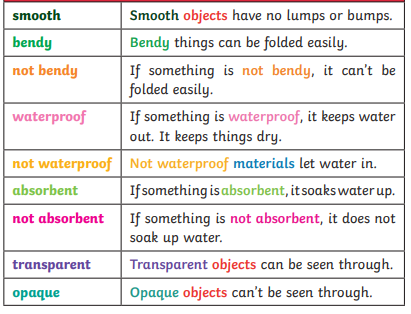 smooth
Smooth objects have no lumps or bumps.
bendy
Bendy things can be folded easily.
not bendy
If something is not bendy, it can't be
folded easily.
waterproof
If something is waterproof, it keeps water
out. It keeps things dry.
not waterproof
Not waterproof materials let water in.
absorbent
If something is absorbent, it soaks water up.
not absorbent
If something is not absorbent, it does not
soak up water.
transparent
Transparent objects can be seen through.
opaque
Opaque objects can't be seen through.